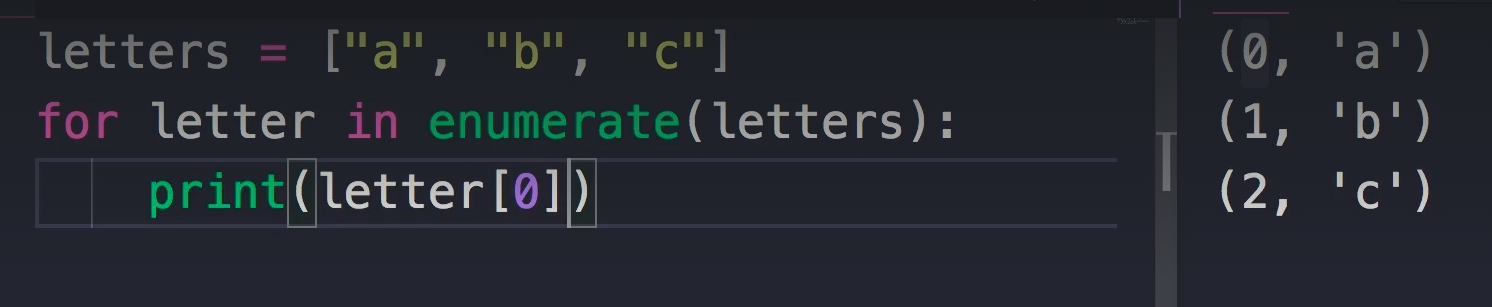 letters = ["a", "b", "c"]
for letter in enumerate(letters):
    print(letter[0])
(0, 'a')
(1, 'b')
(2, 'c')